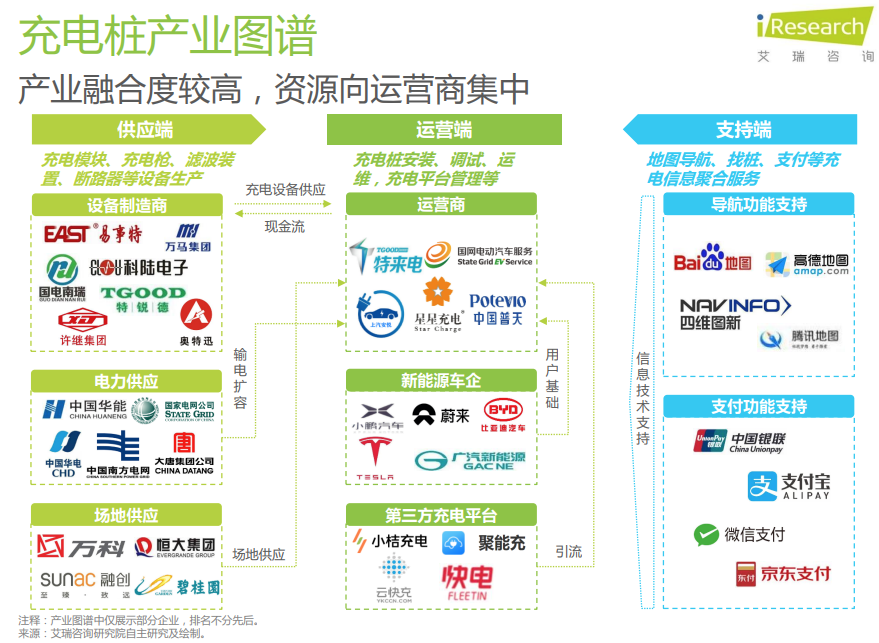 充电桩产业图谱
iResearch
艾瑞咨询
产业融合度较高，资源向运营商集中
供应端
充电模块、充电枪、滤波装
置、断路器等设备生产
设备制造商
EAST®易事特
万马集团
国电南瑞
GUO DIAN NAN RUI
CLOU科陆电子
TGOOD
特锐德
XJ
许继集团
奥特迅
电力供应
中国华能
CHINA HUANENG
国家电网公司
STATE GRID
中国华电
CHD
中国南方电网
CHINA SOUTHERN POWER GRID
大唐集团公司
CHINA DATANG
场地供应
万科
恒大集团
EVERGRANDE GROUP
SUNAC 融创
至臻·致远
碧桂园
充电设备供应
现金流
输电扩容
场地供应
运营端
充电桩安装、调试、运
维，充电平台管理等
运营商
TGOOD
特来电
国网电动汽车服务
State Grid EV Service
上汽安悦
星星充电®
Star Charge
Potevio
中国普天
新能源车企
小鹏汽车
蔚来
BYD
比亚迪汽车
TESLA
广汽新能源
GAC NE
第三方充电平台
小桔充电
聚能充
云快充
YKCCN.COM
快电
FLEETIN
用户基础
引流
信息技术支持
支持端
地图导航、找桩、支付等充
电信息聚合服务
导航功能支持
Bai du 地图
高德地图
amap.com
NAVINFO
四维图新
腾讯地图
支付功能支持
UnionPay
银联
中国银联
China Unionpay
支 支付宝
ALIPAY
微信支付
东付 京东支付
注释：产业图谱中仅展示部分企业，排名不分先后。
来源：艾瑞咨询研究院自主研究及绘制。